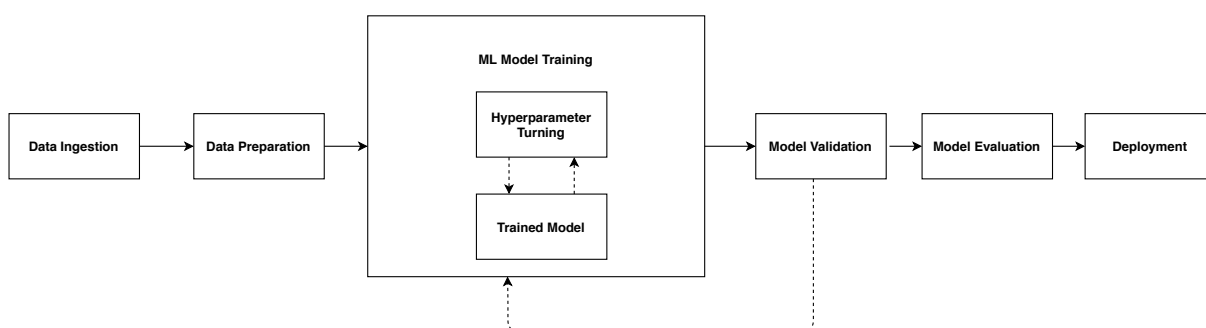 ML Model Training
Hyperparameter
Turning
Data Ingestion
Data Preparation
Model Validation
Model Evaluation
Deployment
Trained Model